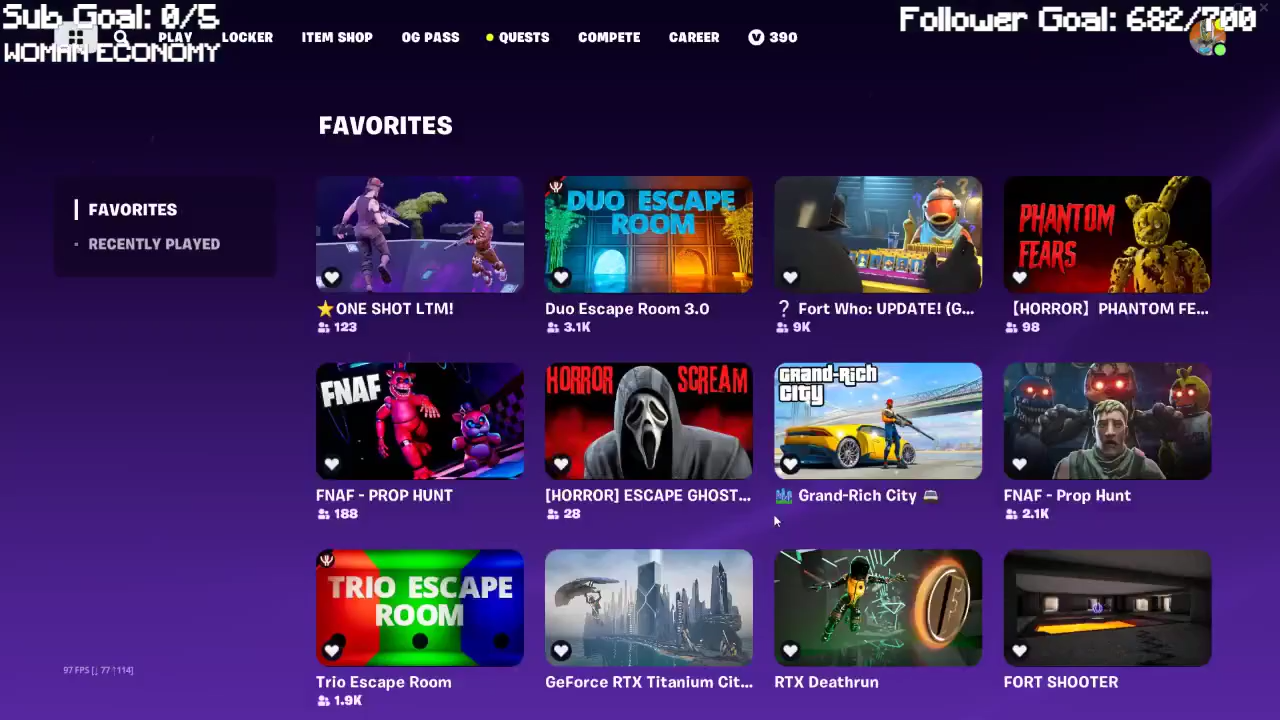 Sub Goal: 0/5
Follower Goal: 682/700
PLAY
LOCKER
ITEM SHOP
OG PASS
QUESTS
COMPETE
CAREER
V 390
WOMAN ECONOMY
FAVORITES
FAVORITES
RECENTLY PLAYED
DUO ESCAPE
ROOM
PHANTOM
FEARS
⭐ONE SHOT LTM!
123
Duo Escape Room 3.0
3.1K
❔ Fort Who: UPDATE! (G...
9K
【HORROR】PHANTOM FE...
98
FNAF
HORROR SCREAM
GRAND-RICH
CITY
FNAF - PROP HUNT
188
[HORROR] ESCAPE GHOST...
28
🏙️ Grand-Rich City 🚘
FNAF - Prop Hunt
2.1K
TRIO ESCAPE
ROOM
Trio Escape Room
1.9K
GeForce RTX Titanium Cit...
RTX Deathrun
FORT SHOOTER
97 FPS [↓ 77 ↑114]